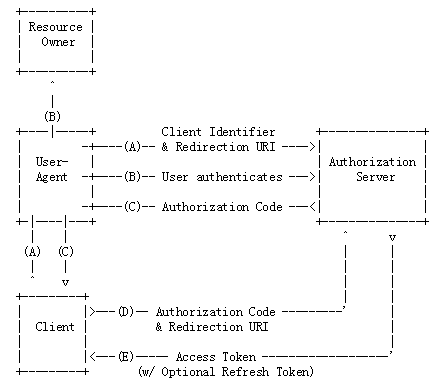 Resource
Owner
(B)
Client Identifier
(A) & Redirection URI
User-
Agent
(B) User authenticates
Authorization
Server
(C) Authorization Code
(A) (C)
Client
(D) Authorization Code
& Redirection URI
(E) Access Token
(w/ Optional Refresh Token)